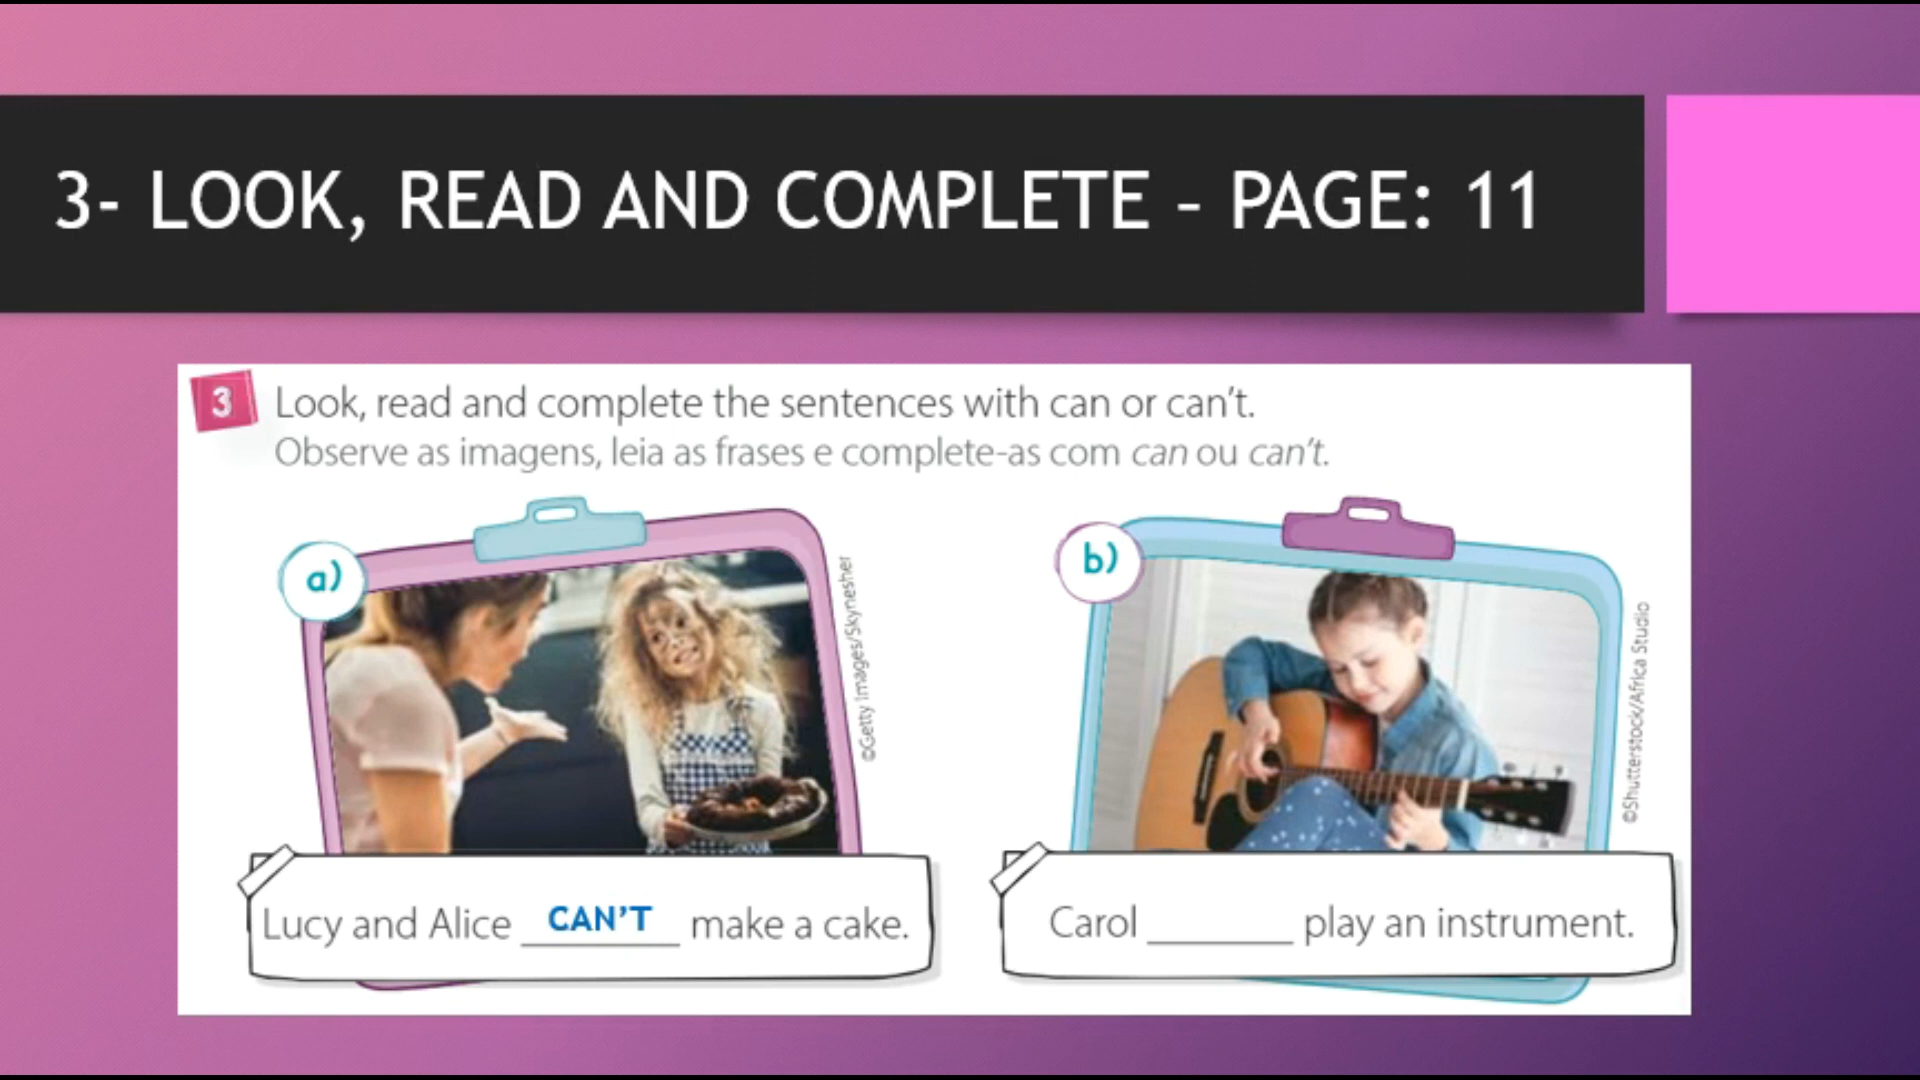 3- LOOK, READ AND COMPLETE – PAGE: 11
3 Look, read and complete the sentences with can or can't.
Observe as imagens, leia as frases e complete-as com can ou can't.
a)
©Getty Images/Skynesher
Lucy and Alice CAN'T make a cake.
b)
©Shutterstock/Africa Studio
Carol ______ play an instrument.